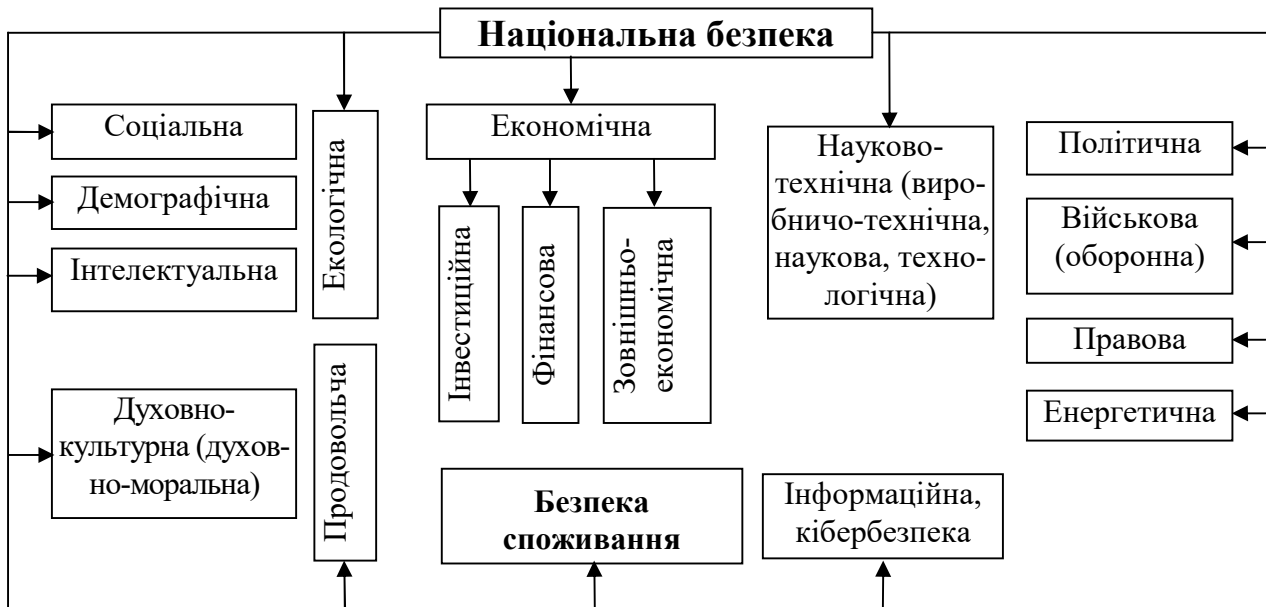 Національна безпека
Соціальна
Демографічна
Інтелектуальна
Духовно-
культурна (духов-
но-моральна)
Екологічна
Продовольча
Економічна
Інвестиційна
Фінансова
Зовнішньо-
економічна
Безпека
споживання
Науково-
технічна (виро-
бничо-технічна,
наукова, техно-
логічна)
Інформаційна,
кібербезпека
Політична
Військова
(оборонна)
Правова
Енергетична